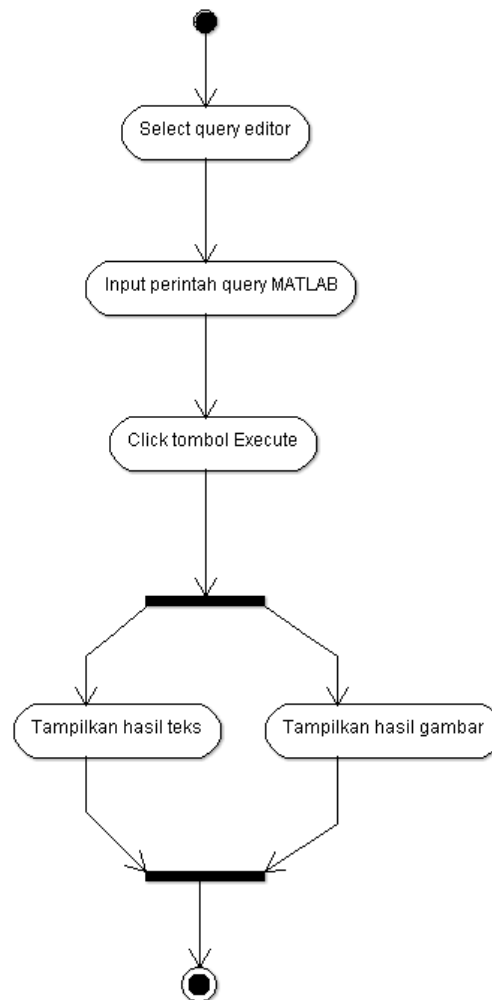 Select query editor
Input perintah query MATLAB
Click tombol Execute
Tampilkan hasil teks
Tampilkan hasil gambar